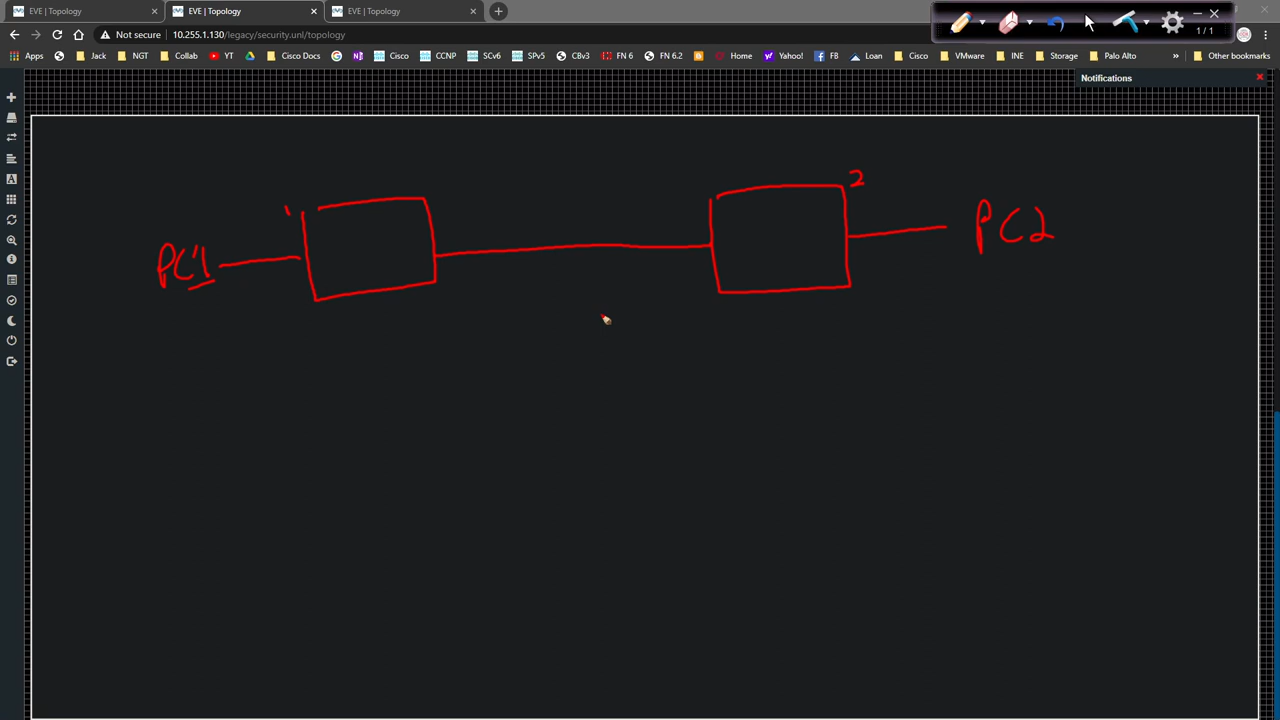 EVE | Topology
EVE | Topology
EVE | Topology
Not secure | 10.255.1.130/legacy/security.unl/topology
1 / 1
Apps Jack NGT Collab YT Cisco Docs Cisco CCNP SCv6 SPv5 CBv3 FN 6 FN 6.2 Home Yahoo! FB Loan Cisco VMware INE Storage Palo Alto » Other bookmarks
Notifications
PC1
1
2
PC2